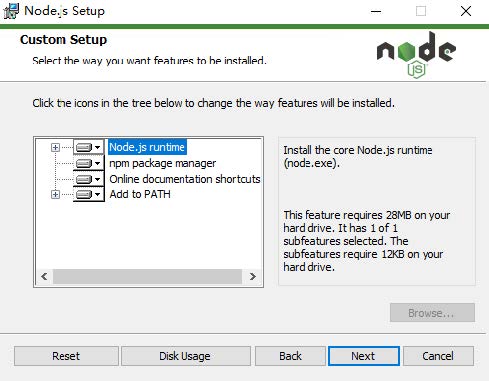 Node.js Setup
Custom Setup
Select the way you want features to be installed.
node
JS
Click the icons in the tree below to change the way features will be installed.
Node.js runtime
npm package manager
Online documentation shortcuts
Add to PATH
Install the core Node.js runtime
(node.exe).
This feature requires 28MB on your
hard drive. It has 1 of 1
subfeatures selected. The
subfeatures require 12KB on your
hard drive.
Browse...
Reset
Disk Usage
Back
Next
Cancel